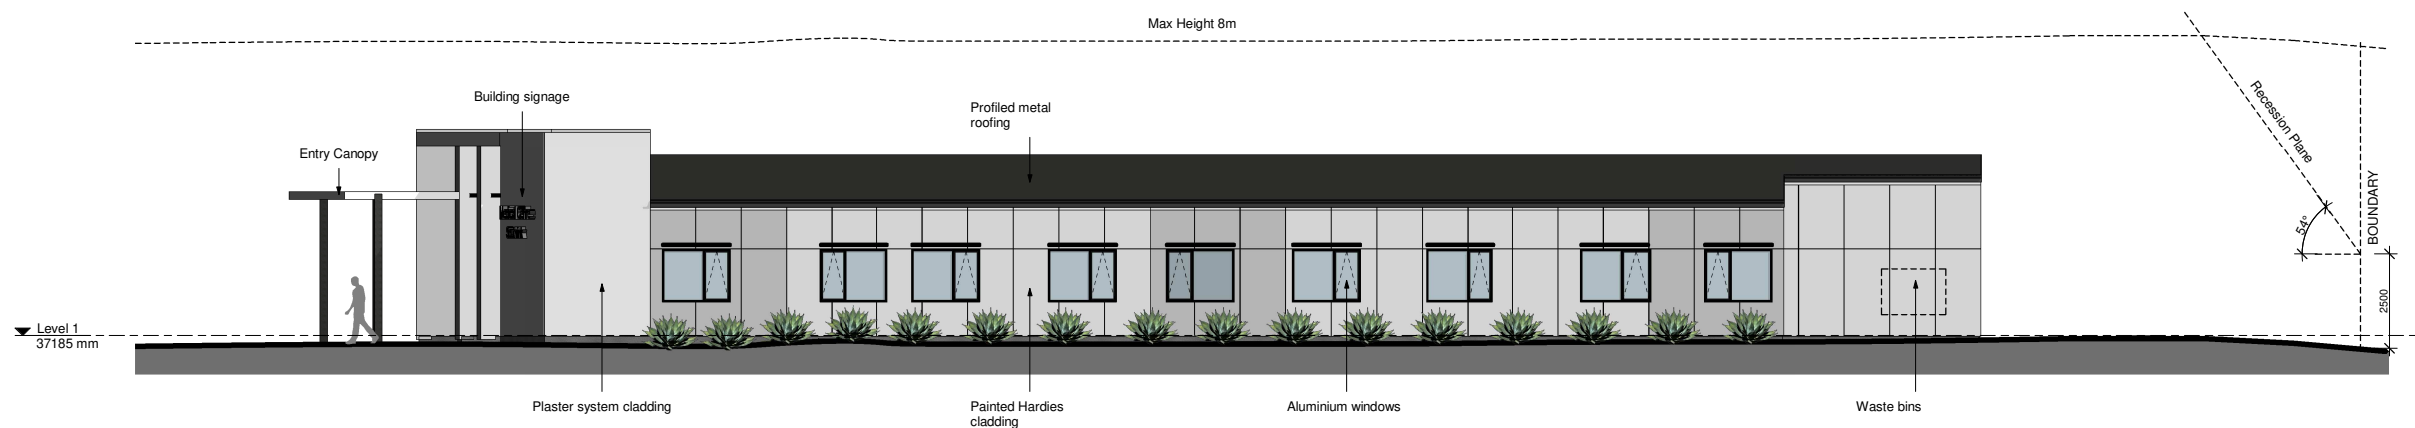 Max Height 8m
Building signage
Profiled metal
roofing
Entry Canopy
Recession Plane
BOUNDARY
54°
2500
Level 1
37185 mm
Plaster system cladding
Painted Hardies
cladding
Aluminium windows
Waste bins